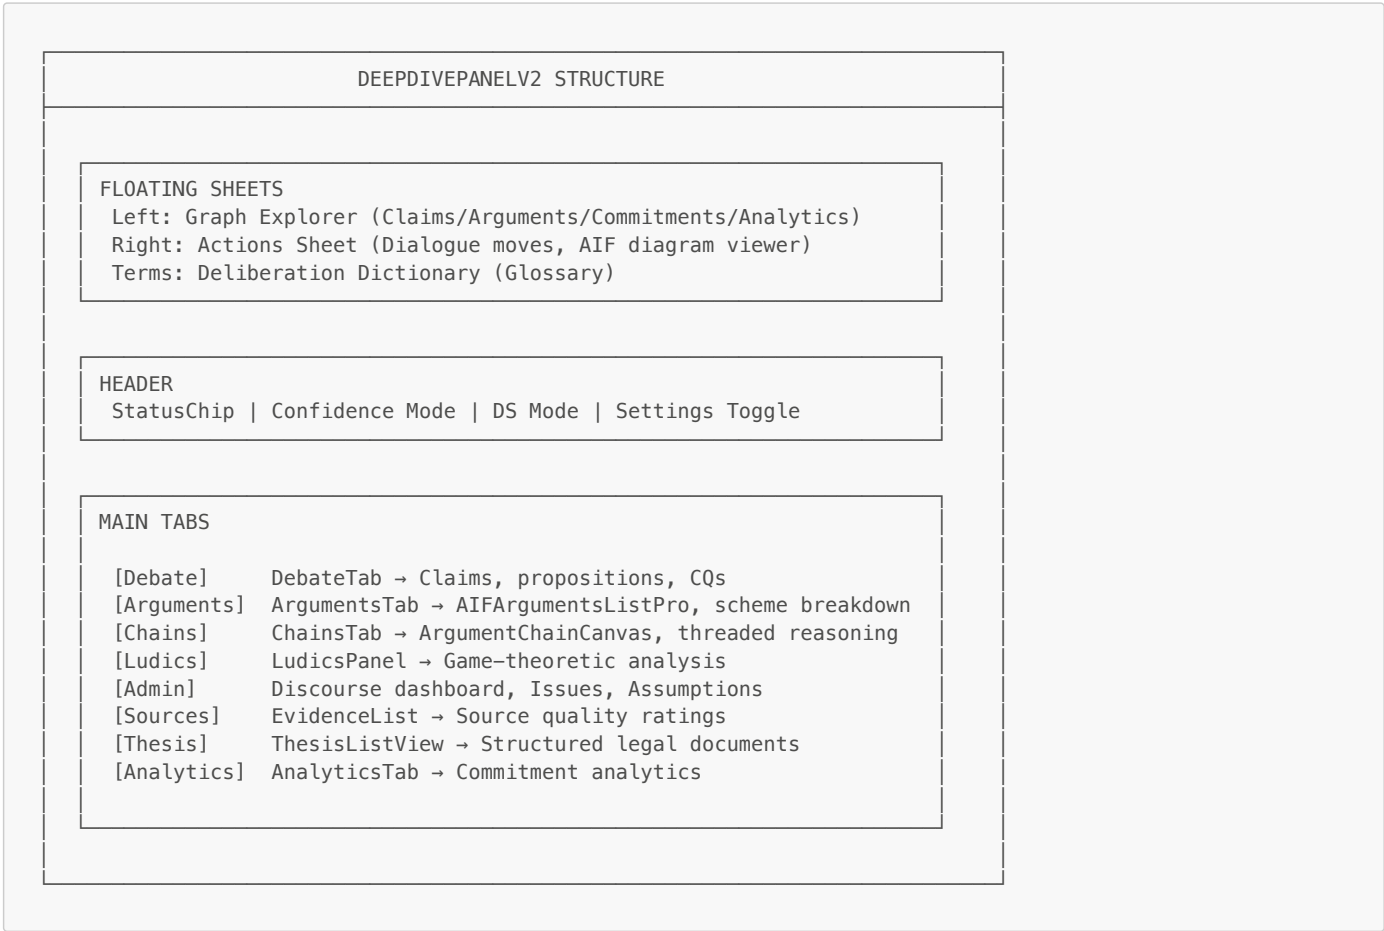 DEEPDIVEPANELV2 STRUCTURE
FLOATING SHEETS
Left: Graph Explorer (Claims/Arguments/Commitments/Analytics)
Right: Actions Sheet (Dialogue moves, AIF diagram viewer)
Terms: Deliberation Dictionary (Glossary)
HEADER
StatusChip | Confidence Mode | DS Mode | Settings Toggle
MAIN TABS
[Debate] DebateTab → Claims, propositions, CQs
[Arguments] ArgumentsTab → AIFArgumentsListPro, scheme breakdown
[Chains] ChainsTab → ArgumentChainCanvas, threaded reasoning
[Ludics] LudicsPanel → Game-theoretic analysis
[Admin] Discourse dashboard, Issues, Assumptions
[Sources] EvidenceList → Source quality ratings
[Thesis] ThesisListView → Structured legal documents
[Analytics] AnalyticsTab → Commitment analytics